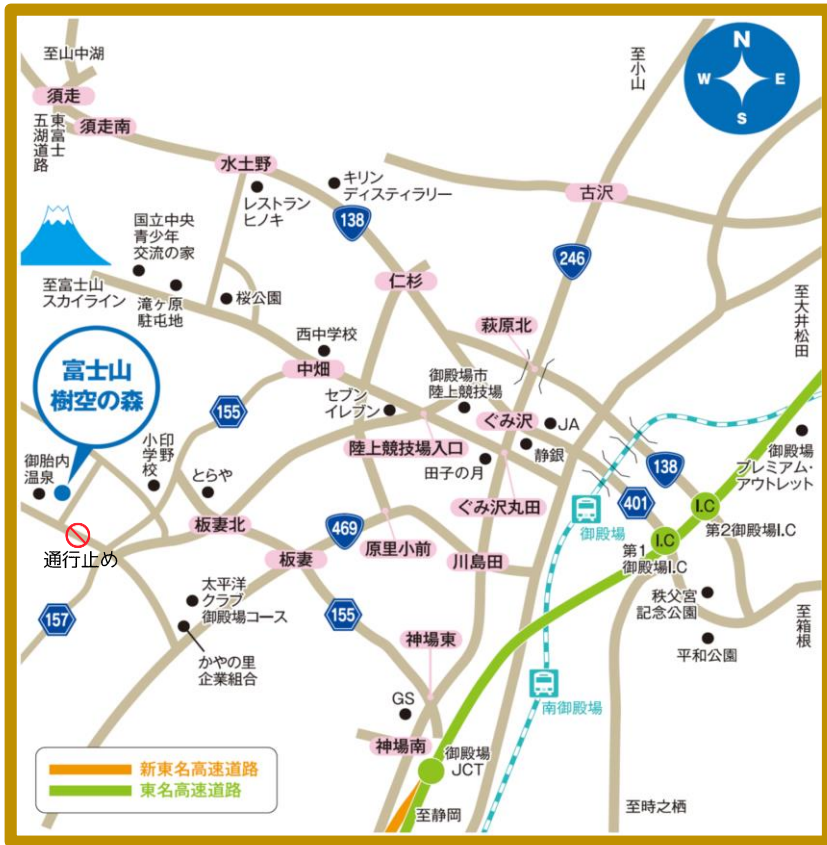 N
W
E
S
至山中湖
須走
東富士
五湖道路
須走南
水土野
レストラン
ヒノキ
キリン
ディスティラリー
138
至小山
古沢
246
国立中央
青少年
交流の家
至富士山
スカイライン
滝ヶ原
駐屯地
桜公園
仁杉
萩原北
至大井松田
西中学校
中畑
富士山
樹空の森
155
セブン
イレブン
御殿場市
陸上競技場
ぐみ沢
JA
静銀
陸上競技場入口
田子の月
小学校
印野
とらや
御胎内
温泉
板妻北
469
原里小前
ぐみ沢丸田
138
401
御殿場
プレミアム・
アウトレット
I.C
第2御殿場I.C
I.C
第1
御殿場I.C
御殿場
通行止め
板妻
川島田
太平洋
クラブ
御殿場コース
155
157
かやの里
企業組合
神場東
秩父宮
記念公園
平和公園
至箱根
GS
南御殿場
神場南
御殿場
JCT
新東名高速道路
東名高速道路
至静岡
至時之栖